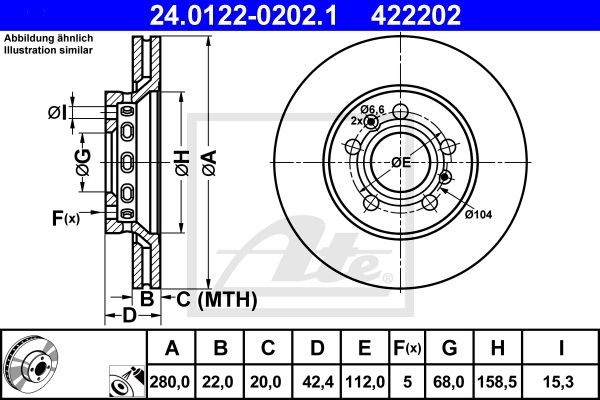 24.0122-0202.1 422202
Abbildung ähnlich
Illustration similar
ØI
ØG
F(x)
ØH
ØA
B
C (MTH)
D
Ø6,6
2x
ØE
Ø104
Ate
A B C D E F(x) G H I
280,0 22,0 20,0 42,4 112,0 5 68,0 158,5 15,3